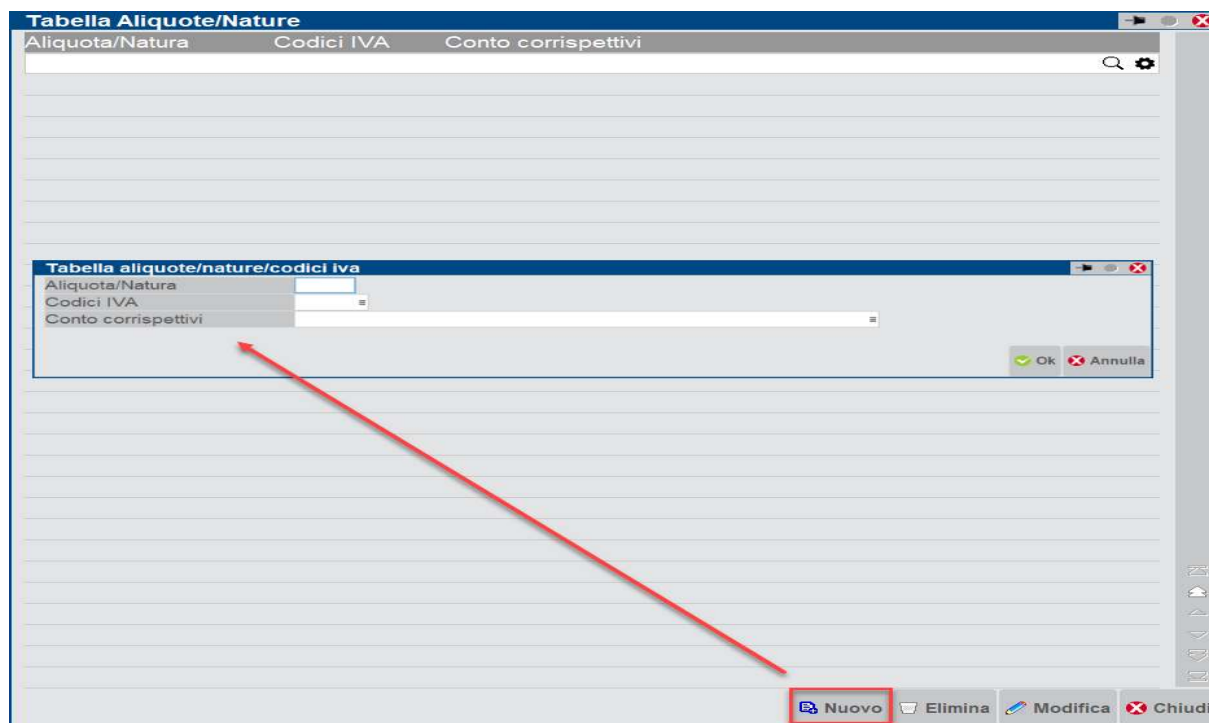 Tabella Aliquote/Nature
Aliquota/Natura Codici IVA Conto corrispettivi
Tabella aliquote/nature/codici iva
Aliquota/Natura
Codici IVA
Conto corrispettivi
Ok Annulla
Nuovo Elimina Modifica Chiudi